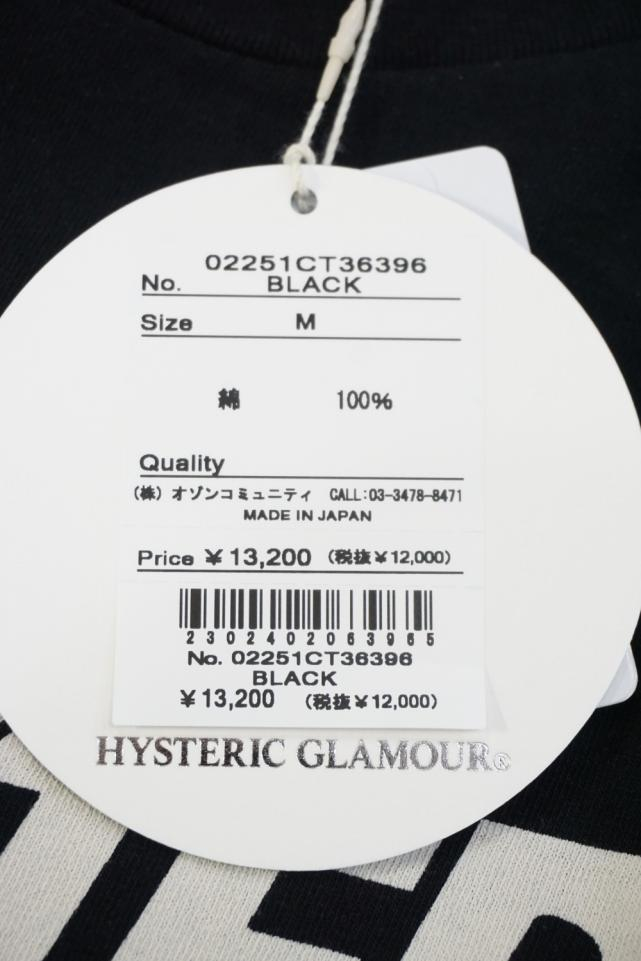 02251CT36396
No. BLACK
Size M
綿 100%
Quality
（株）オゾンコミュニティ CALL:03-3478-8471
MADE IN JAPAN
Price ¥13,200 （税抜¥12,000）
2302402063965
No. 02251CT36396
BLACK
¥13,200 （税抜¥12,000）
HYSTERIC GLAMOUR®